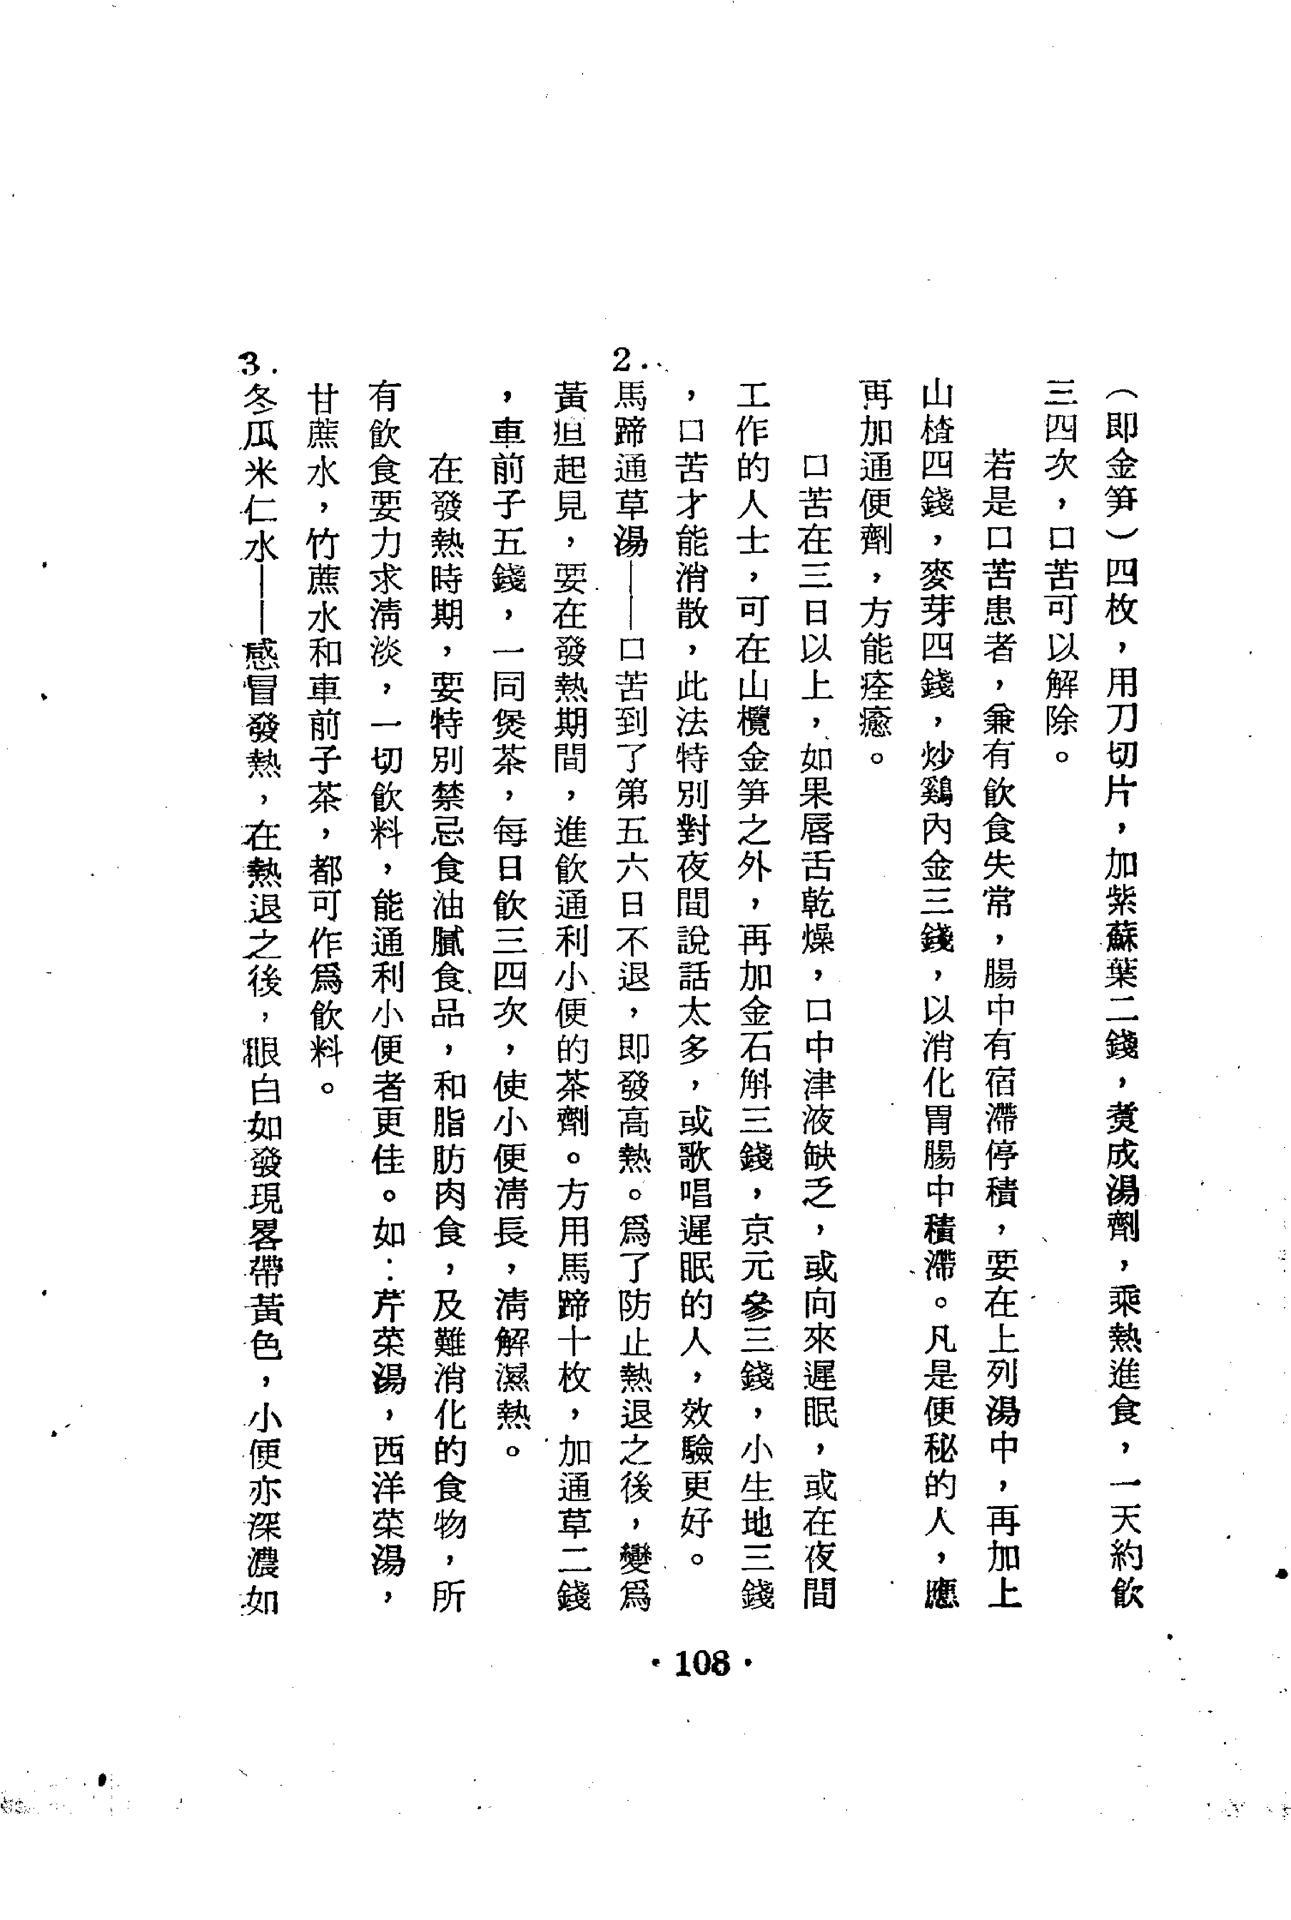 （即金笋）四枚，用刀切片，加紫蘇葉二錢，煑成湯劑，乘熱進食，一天約飲
三四次，口苦可以解除。
若是口苦患者，兼有飲食失常，腸中有宿滯停積，要在上列湯中，再加上
山楂四錢，麥芽四錢，炒鷄內金三錢，以消化胃腸中積滯。凡是便秘的人，應
再加通便劑，方能痊癒。
口苦在三日以上，如果唇舌乾燥，口中津液缺乏，或向來遲眠，或在夜間
工作的人士，可在山欖金笋之外，再加金石斛三錢，京元參三錢，小生地三錢
，口苦才能消散，此法特別對夜間說話太多，或歌唱遲眠的人，效驗更好。
2.馬蹄通草湯——口苦到了第五六日不退，即發高熱。爲了防止熱退之後，變爲
黃疸起見，要在發熱期間，進飲通利小便的茶劑。方用馬蹄十枚，加通草二錢
，車前子五錢，一同煲茶，每日飲三四次，使小便清長，清解濕熱。
在發熱時期，要特別禁忌食油膩食品，和脂肪肉食，及難消化的食物，所
有飲食要力求清淡，一切飲料，能通利小便者更佳。如：芹菜湯，西洋菜湯，
甘蔗水，竹蔗水和車前子茶，都可作爲飲料。
3.冬瓜米仁水——感冒發熱，在熱退之後，眼白如發現畧帶黃色，小便亦深濃如
·108·